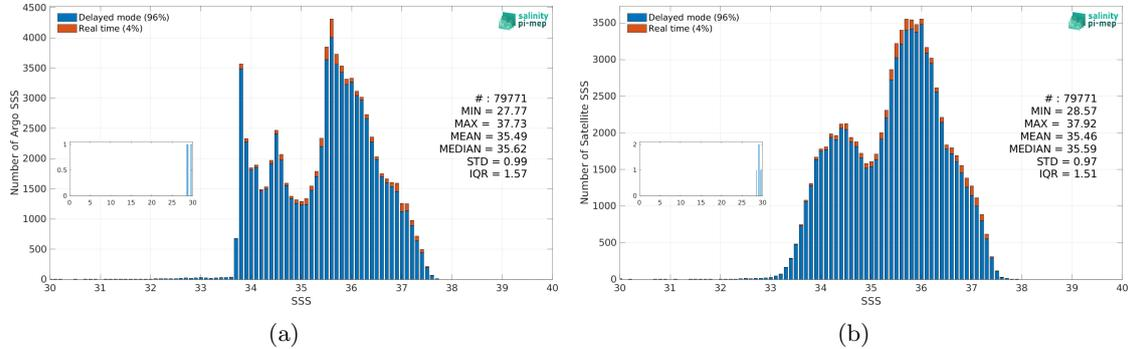 Delayed mode (96%)
Real time (4%)
salinity
pi-mep
4500
4000
3500
3000
2500
2000
1500
1000
500
0
Number of Argo SSS
# : 79771
MIN = 27.77
MAX = 37.73
MEAN = 35.49
MEDIAN = 35.62
STD = 0.99
IQR = 1.57
1
0.5
0
0 5 10 15 20 25 30
30 31 32 33 34 35 36 37 38 39 40
SSS
(a)
Delayed mode (96%)
Real time (4%)
salinity
pi-mep
3500
3000
2500
2000
1500
1000
500
0
Number of Satellite SSS
# : 79771
MIN = 28.57
MAX = 37.92
MEAN = 35.46
MEDIAN = 35.59
STD = 0.97
IQR = 1.51
2
1
0
0 5 10 15 20 25 30
30 31 32 33 34 35 36 37 38 39 40
SSS
(b)